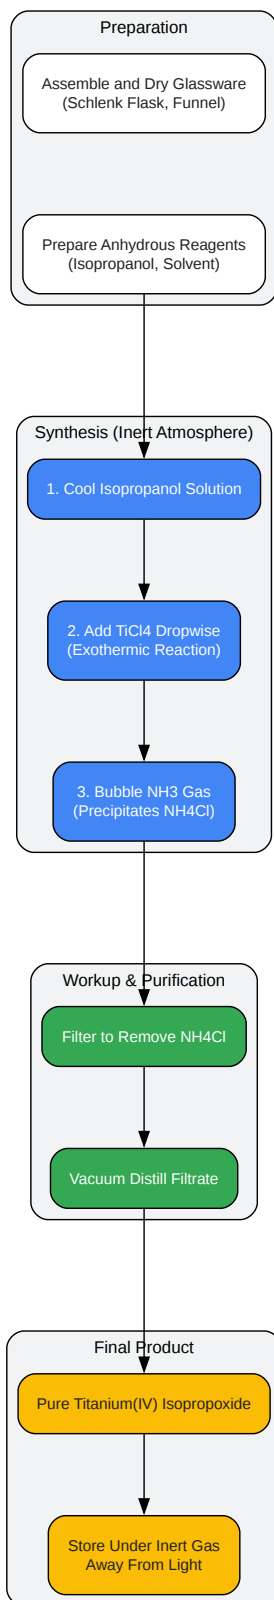 Preparation
Assemble and Dry Glassware
(Schlenk Flask, Funnel)
Prepare Anhydrous Reagents
(Isopropanol, Solvent)
Synthesis (Inert Atmosphere)
1. Cool Isopropanol Solution
2. Add TiCl4 Dropwise
(Exothermic Reaction)
3. Bubble NH3 Gas
(Precipitates NH4Cl)
Workup & Purification
Filter to Remove NH4Cl
Vacuum Distill Filtrate
Final Product
Pure Titanium(IV) Isopropoxide
Store Under Inert Gas
Away From Light